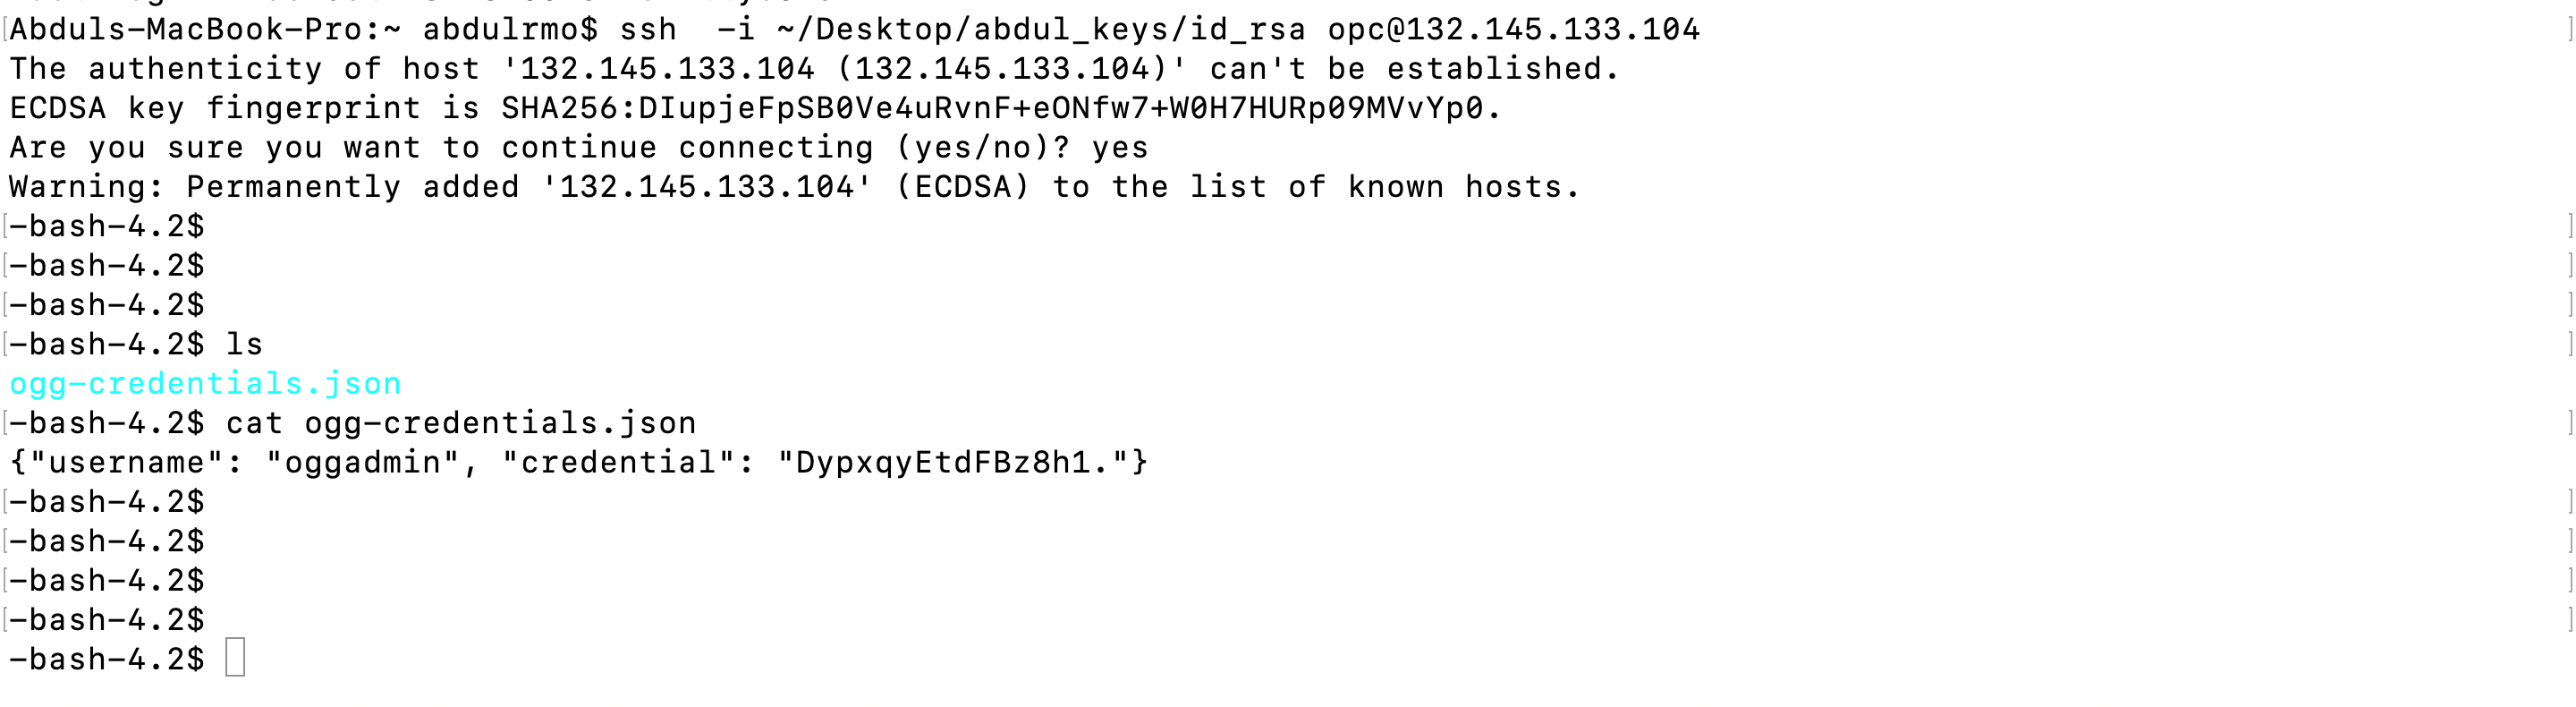 Abduls-MacBook-Pro:~ abdulrmo$ ssh  -i ~/Desktop/abdul_keys/id_rsa opc@132.145.133.104
The authenticity of host '132.145.133.104 (132.145.133.104)' can't be established.
ECDSA key fingerprint is SHA256:DIupjeFpSB0Ve4uRvnF+eONfw7+W0H7HURp09MVvYp0.
Are you sure you want to continue connecting (yes/no)? yes
Warning: Permanently added '132.145.133.104' (ECDSA) to the list of known hosts.
-bash-4.2$
-bash-4.2$
-bash-4.2$
-bash-4.2$ ls
ogg-credentials.json
-bash-4.2$ cat ogg-credentials.json
{"username": "oggadmin", "credential": "DypxqyEtdFBz8h1."}
-bash-4.2$
-bash-4.2$
-bash-4.2$
-bash-4.2$
-bash-4.2$